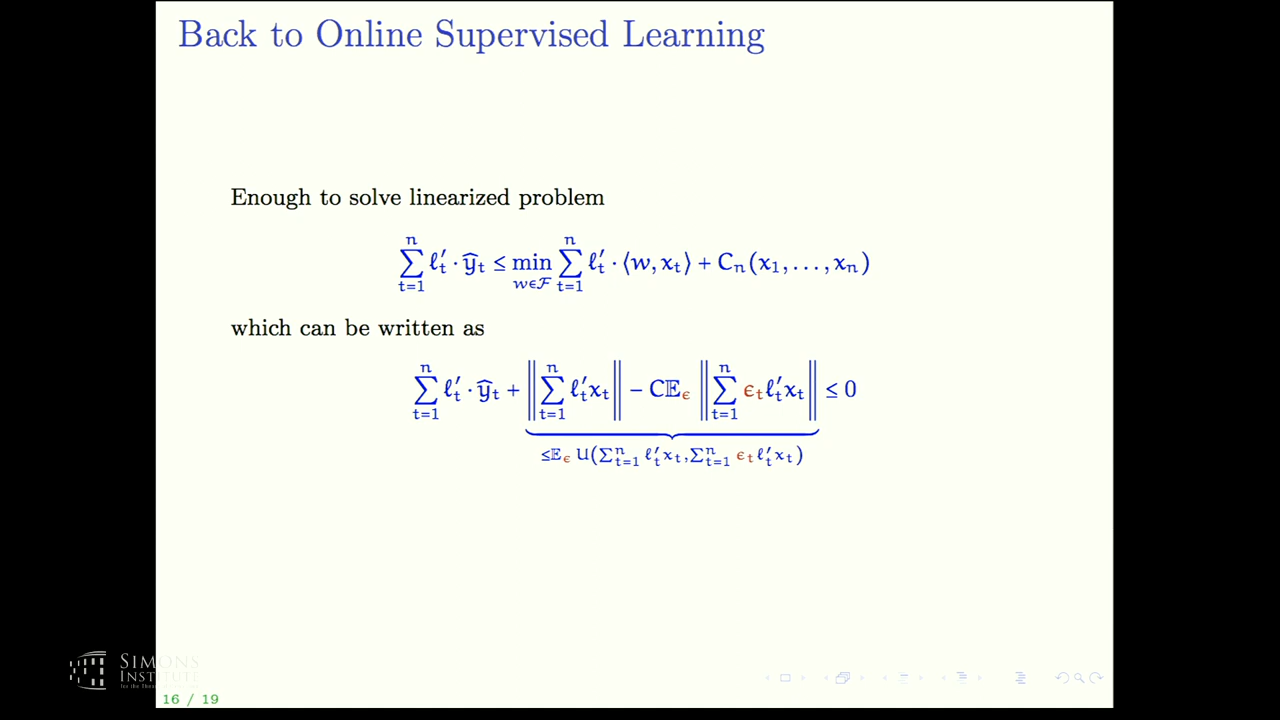 Back to Online Supervised Learning
Enough to solve linearized problem
∑_{t=1}^{n} ℓ′_t · ŷ_t ≤ min_{w∈F} ∑_{t=1}^{n} ℓ′_t · ⟨w, x_t⟩ + C_n(x_1, . . . , x_n)
which can be written as
∑_{t=1}^{n} ℓ′_t · ŷ_t + ‖∑_{t=1}^{n} ℓ′_t x_t‖ − C𝔼_ϵ ‖∑_{t=1}^{n} ϵ_t ℓ′_t x_t‖ ≤ 0
≤𝔼_ϵ U(∑_{t=1}^{n} ℓ′_t x_t, ∑_{t=1}^{n} ϵ_t ℓ′_t x_t)
SIMONS
INSTITUTE
16 / 19